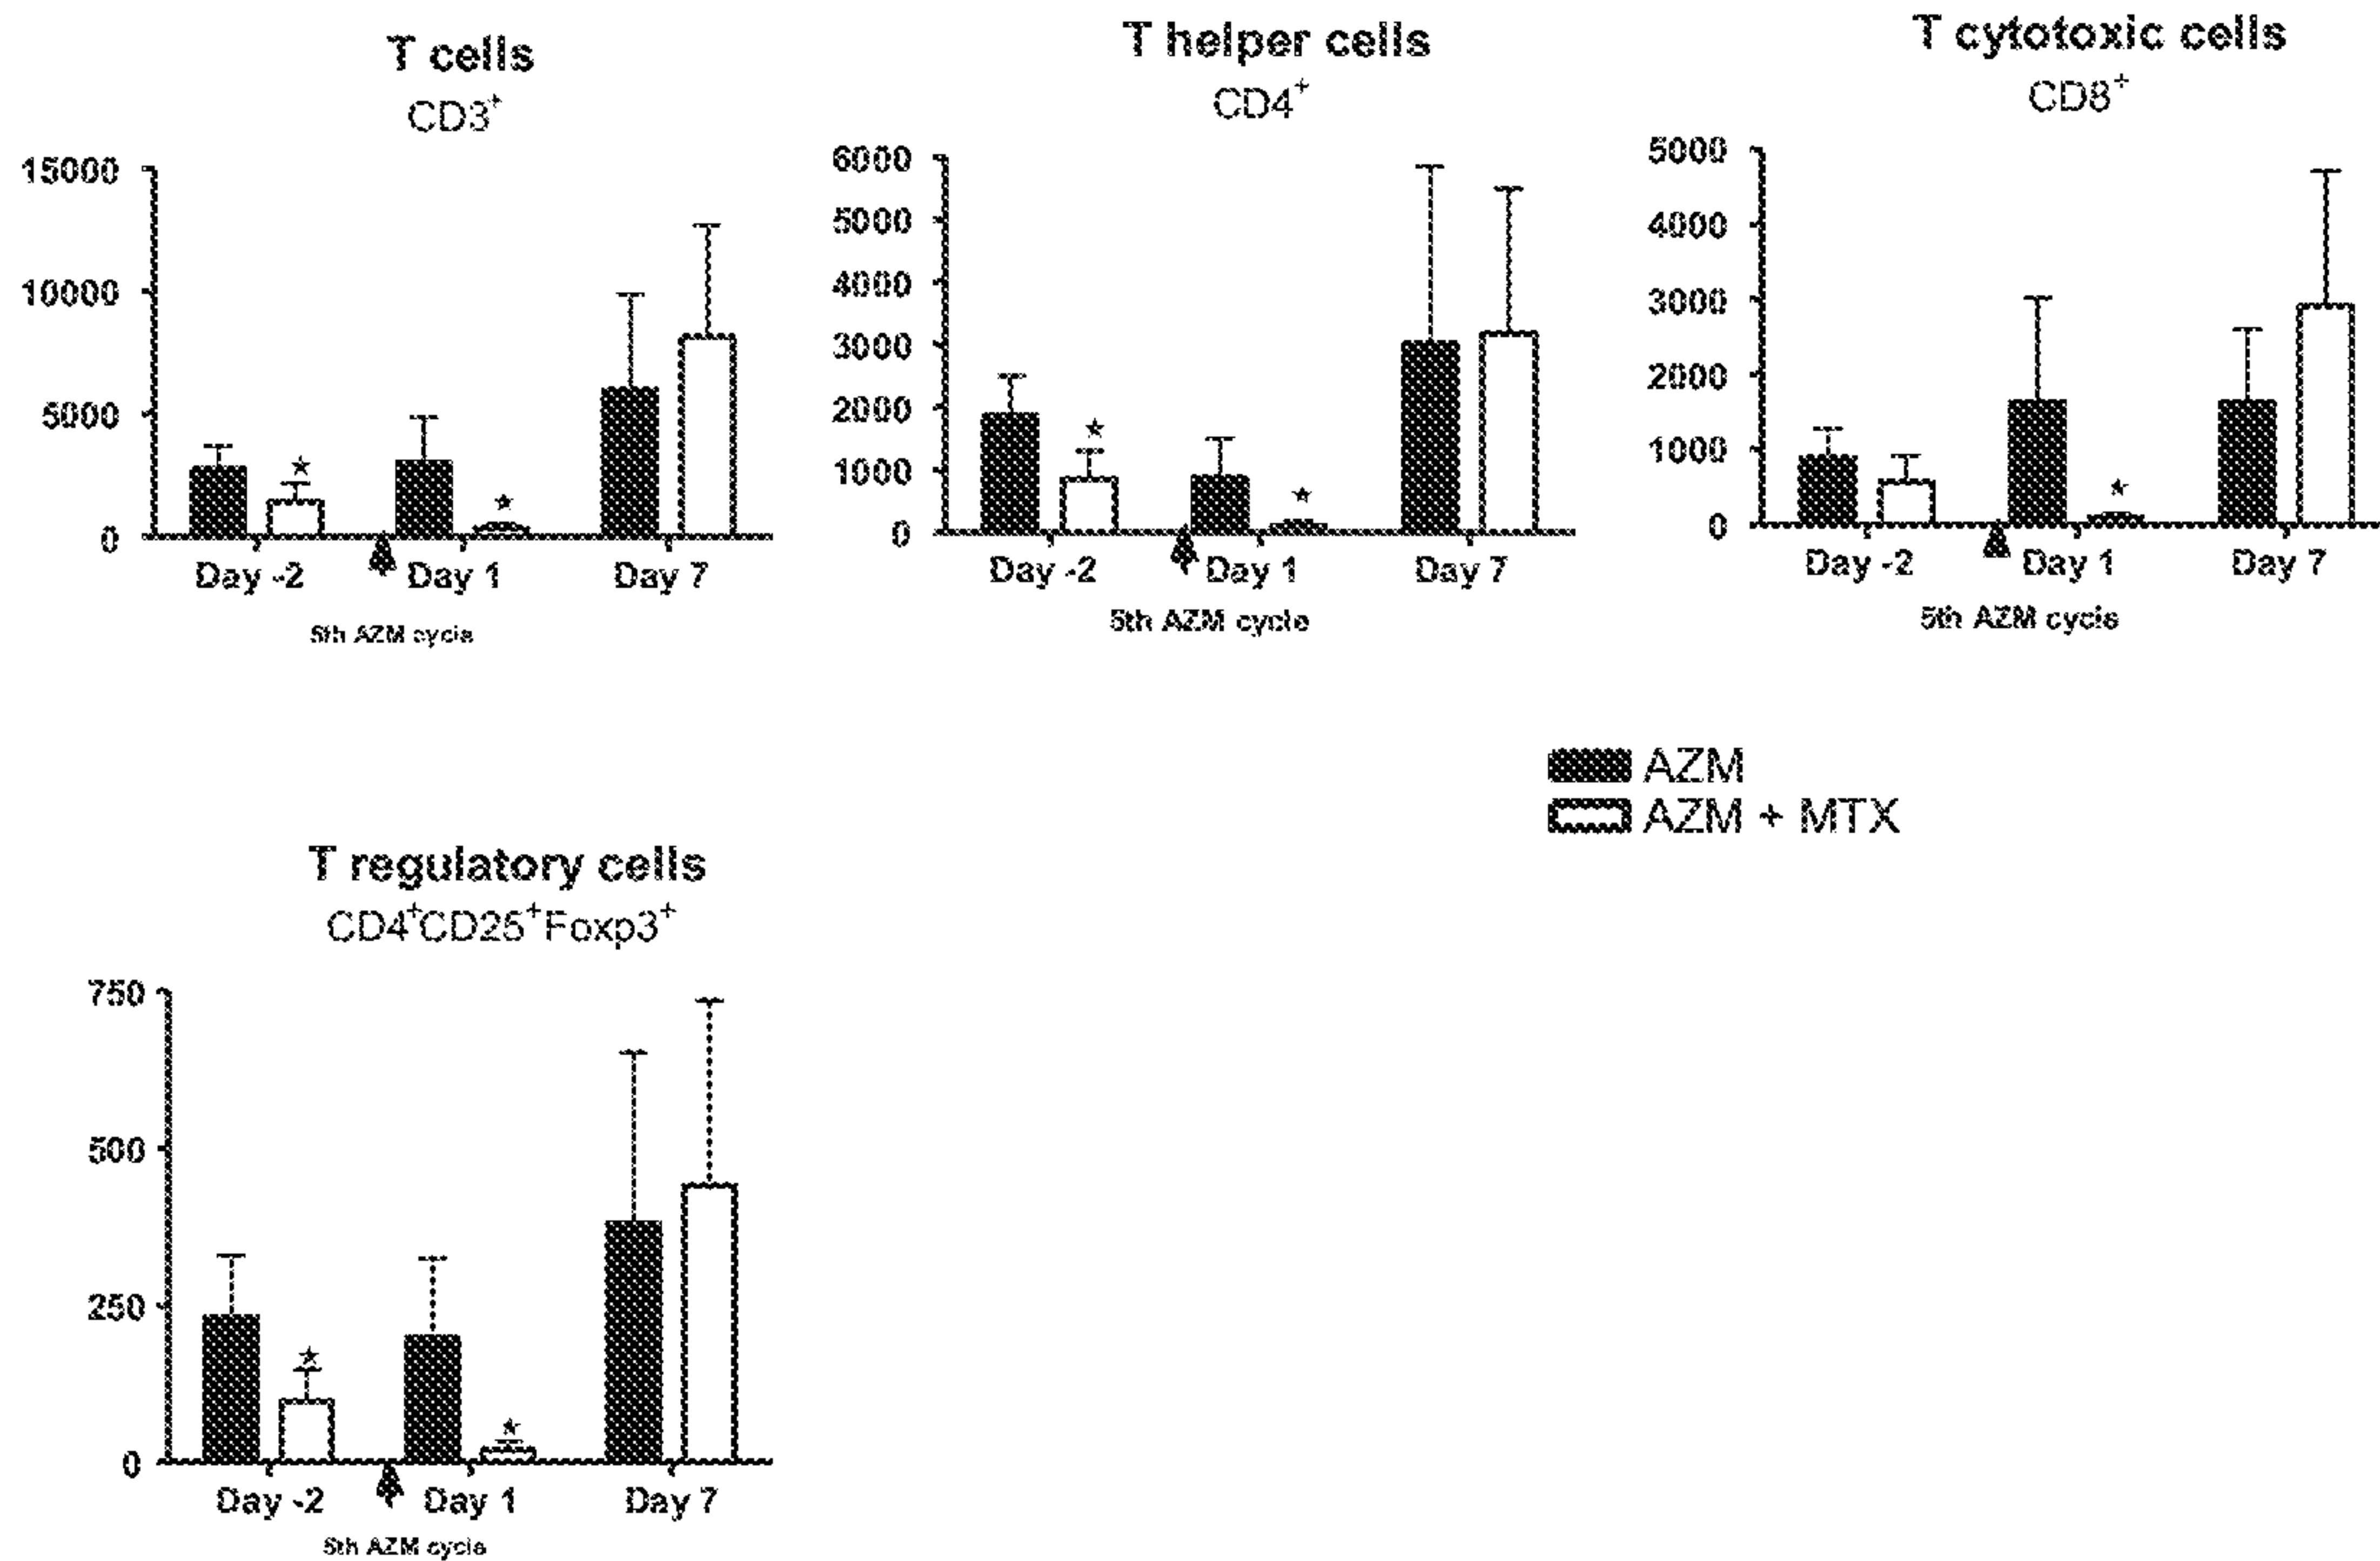 T cells
CD3⁺
15000
10000
5000
0
Day -2
Day 1
Day 7
5th AZM cycle
T helper cells
CD4⁺
6000
5000
4000
3000
2000
1000
0
Day -2
Day 1
Day 7
5th AZM cycle
T cytotoxic cells
CD8⁺
5000
4000
3000
2000
1000
0
Day -2
Day 1
Day 7
5th AZM cycle
AZM
AZM + MTX
T regulatory cells
CD4⁺CD25⁺Foxp3⁺
750
500
250
0
Day -2
Day 1
Day 7
5th AZM cycle